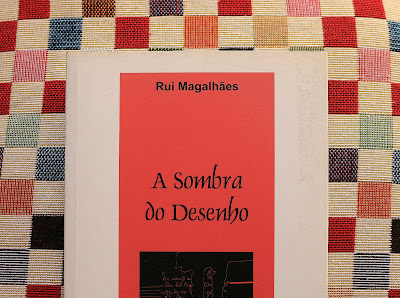 Rui Magalhães
A Sombra
do Desenho